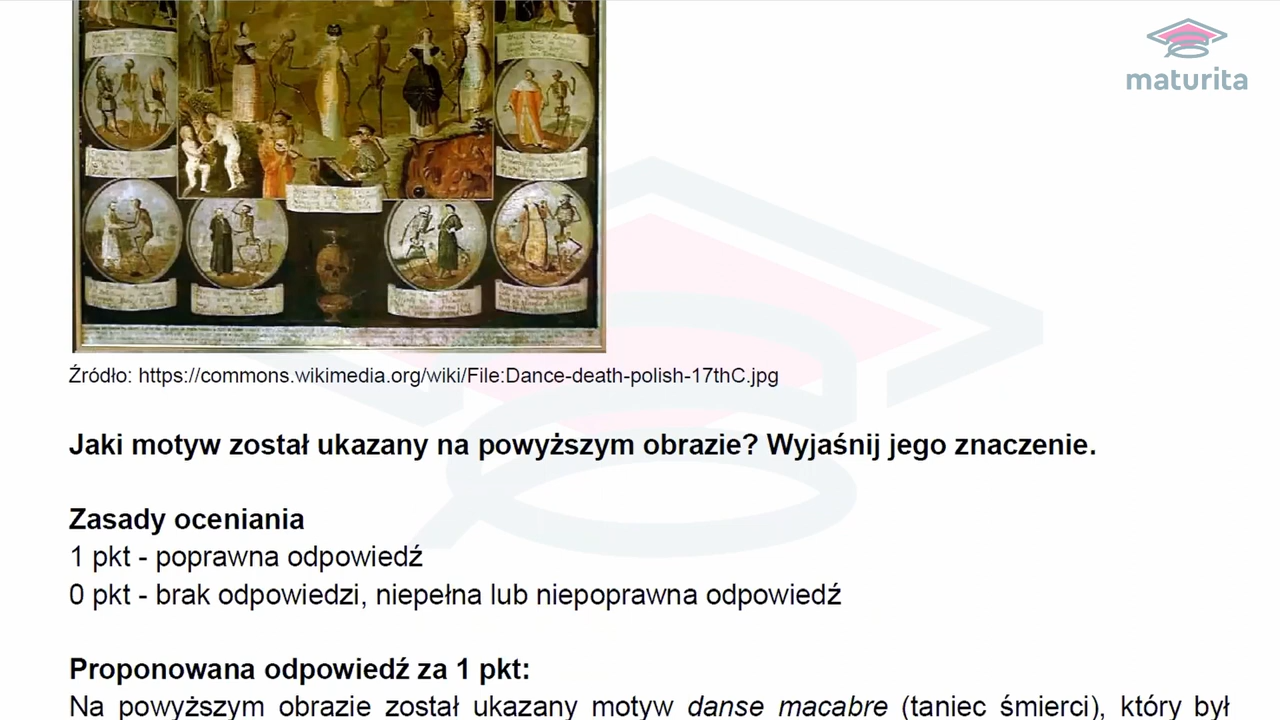 maturita
Źródło: https://commons.wikimedia.org/wiki/File:Dance-death-polish-17thC.jpg
Jaki motyw został ukazany na powyższym obrazie? Wyjaśnij jego znaczenie.
Zasady oceniania
1 pkt - poprawna odpowiedź
0 pkt - brak odpowiedzi, niepełna lub niepoprawna odpowiedź
Proponowana odpowiedź za 1 pkt:
Na powyższym obrazie został ukazany motyw danse macabre (taniec śmierci), który był